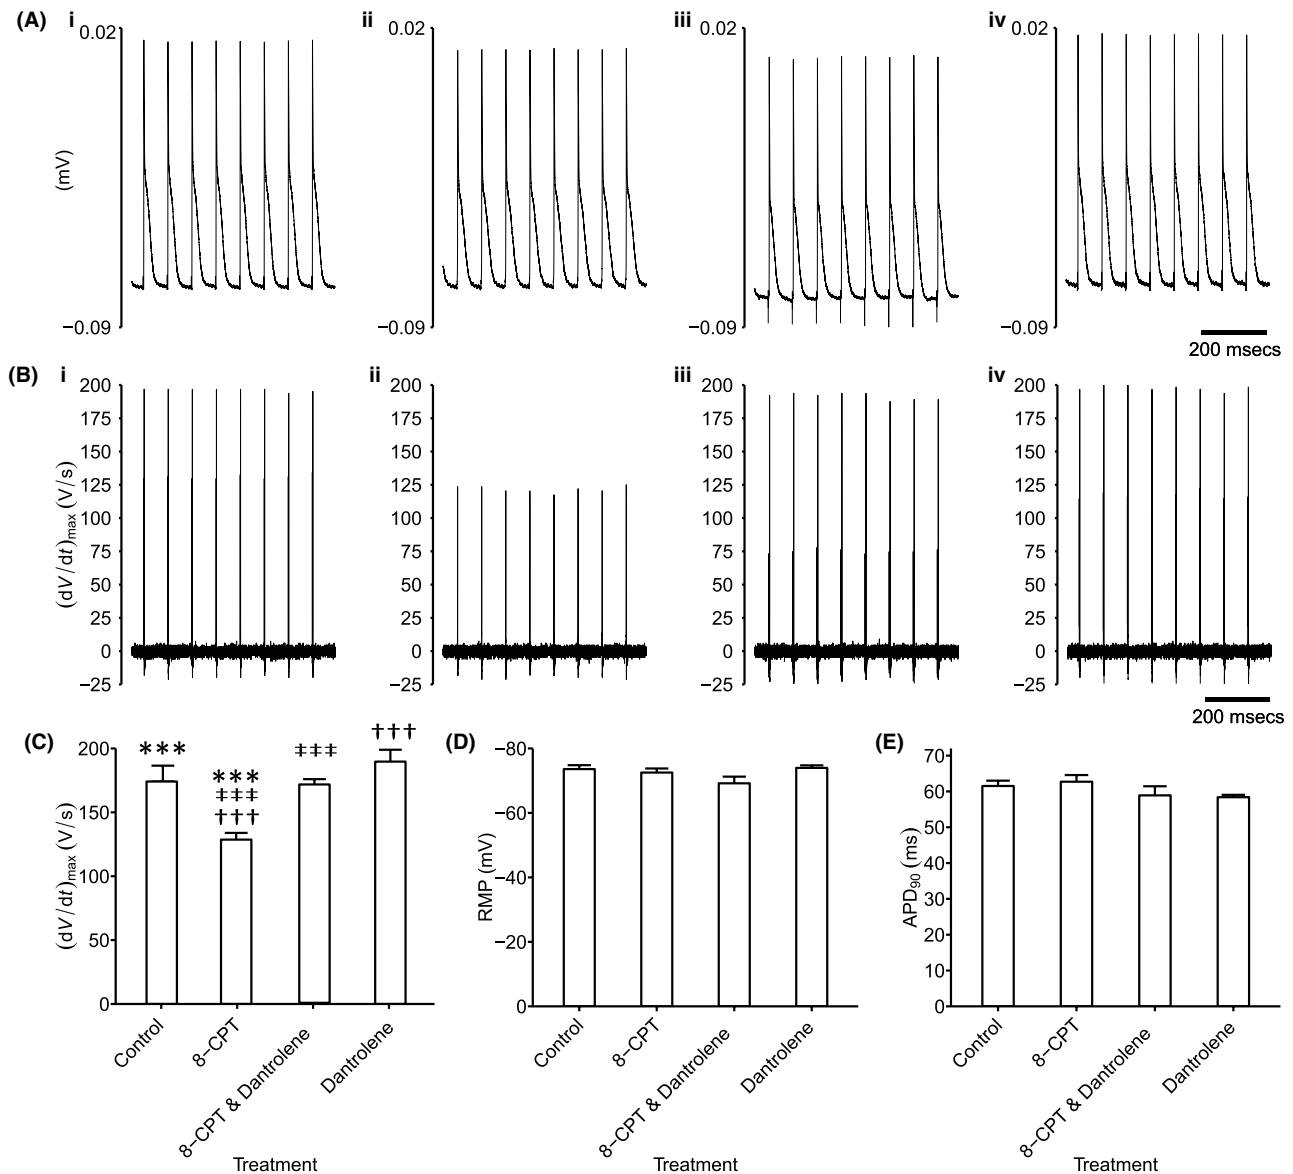 (A) i ii iii iv
0.02 0.02 0.02 0.02
(mV)
−0.09 −0.09 −0.09 −0.09
200 msecs
(B) i ii iii iv
200 200 200 200
175 175 175 175
150 150 150 150
125 125 125 125
100 100 100 100
75 75 75 75
50 50 50 50
25 25 25 25
0 0 0 0
−25 −25 −25 −25
(dV/dt)max (V/s)
200 msecs
(C)
200
150
100
50
0
(dV/dt)max (V/s)
***
***
‡‡‡
†††
‡‡‡
†††
Control
8−CPT
8−CPT & Dantrolene
Dantrolene
Treatment
(D)
−80
−60
−40
−20
0
RMP (mV)
Control
8−CPT
8−CPT & Dantrolene
Dantrolene
Treatment
(E)
70
60
50
40
30
20
10
0
APD90 (ms)
Control
8−CPT
8−CPT & Dantrolene
Dantrolene
Treatment